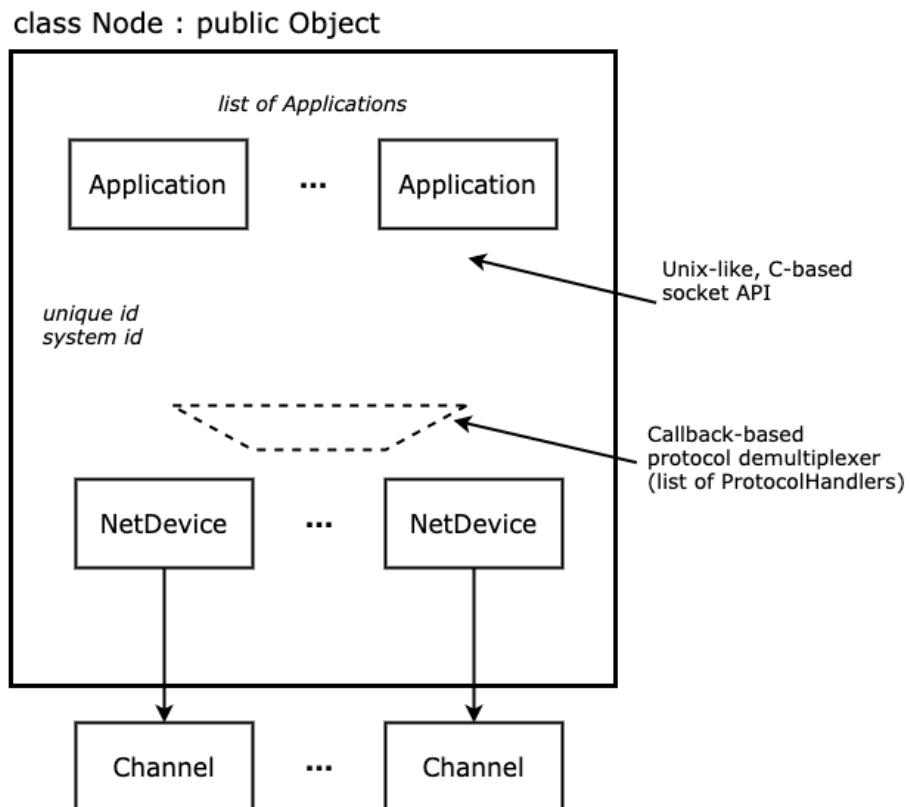 class Node : public Object
list of Applications
Application ... Application
Unix-like, C-based
socket API
unique id
system id
Callback-based
protocol demultiplexer
(list of ProtocolHandlers)
NetDevice ... NetDevice
Channel ... Channel